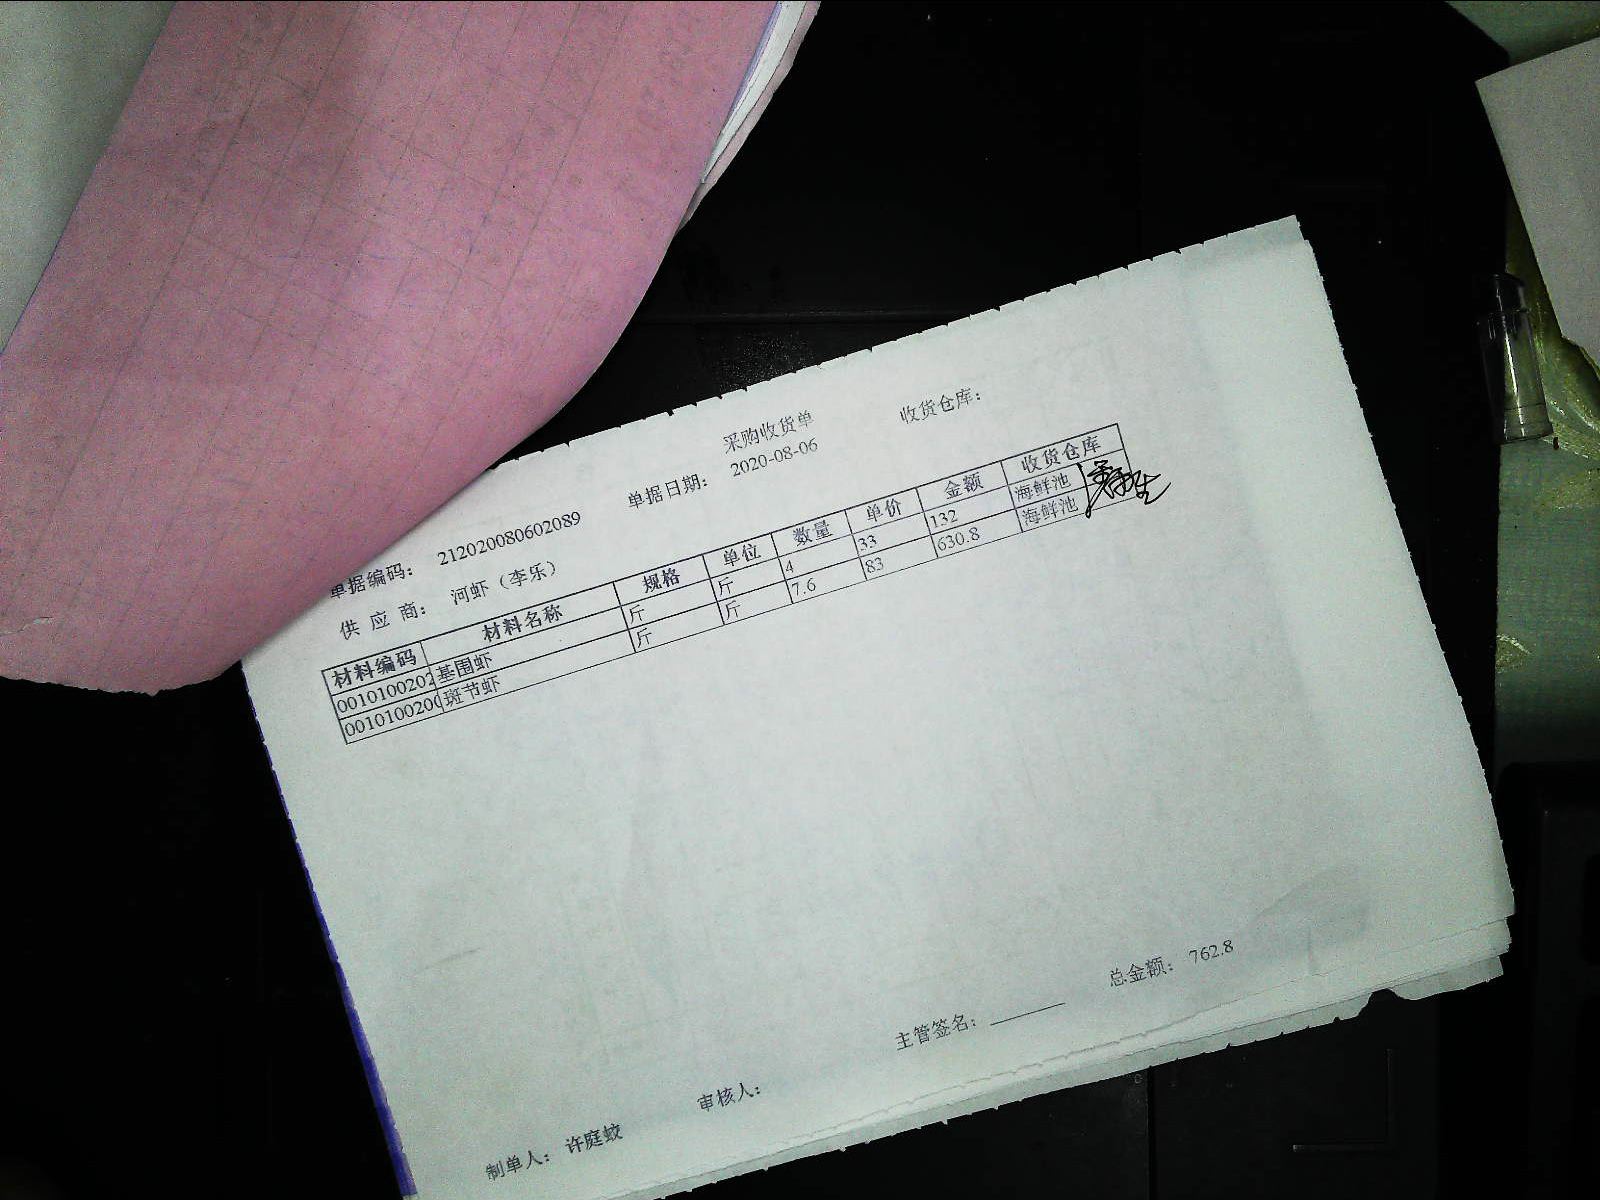 采购收货单
收货仓库：
单据编码： 212020080602089 单据日期： 2020-08-06
供 应 商： 河虾（李乐）
材料编码 材料名称 规格 单位 数量 单价 金额 收货仓库
0010100202 基围虾 斤 斤 4 33 132 海鲜池
0010100200 斑节虾 斤 斤 7.6 83 630.8 海鲜池
总金额： 762.8
制单人： 许庭蛟 审核人： 主管签名：